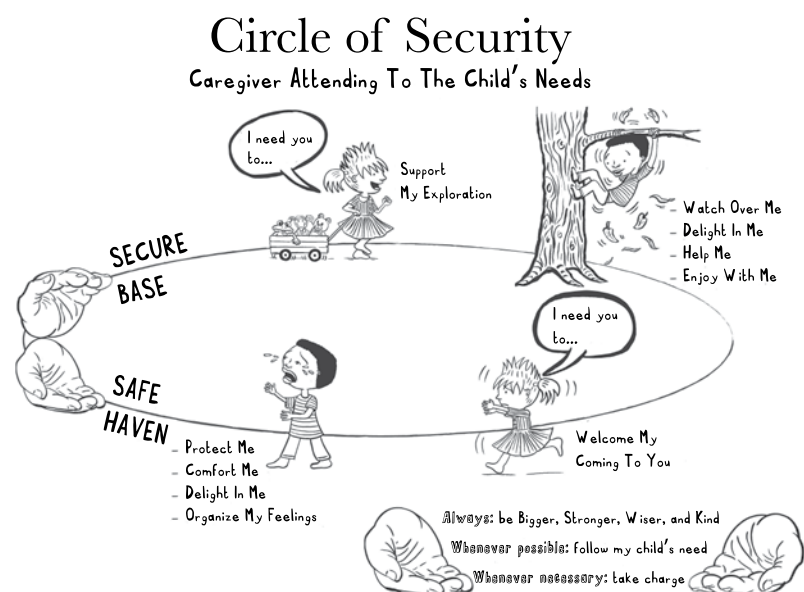 Circle of Security
Caregiver Attending To The Child's Needs
I need you
to...
Support
My Exploration
- Watch Over Me
- Delight In Me
- Help Me
- Enjoy With Me
SECURE
BASE
I need you
to...
SAFE
HAVEN
- Protect Me
- Comfort Me
- Delight In Me
- Organize My Feelings
Welcome My
Coming To You
Always: be Bigger, Stronger, Wiser, and Kind
Whenever possible: follow my child's need
Whenever necessary: take charge